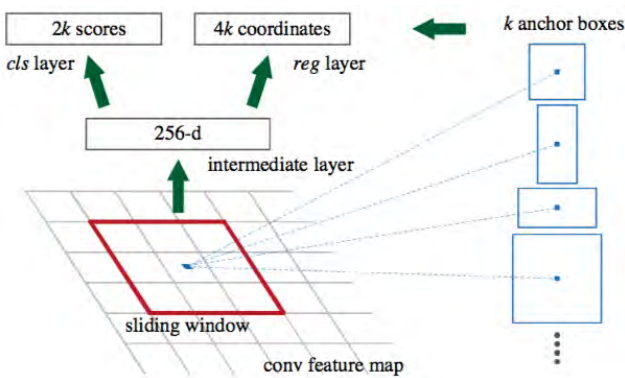 2k scores
4k coordinates
k anchor boxes
cls layer
reg layer
256-d
intermediate layer
sliding window
conv feature map